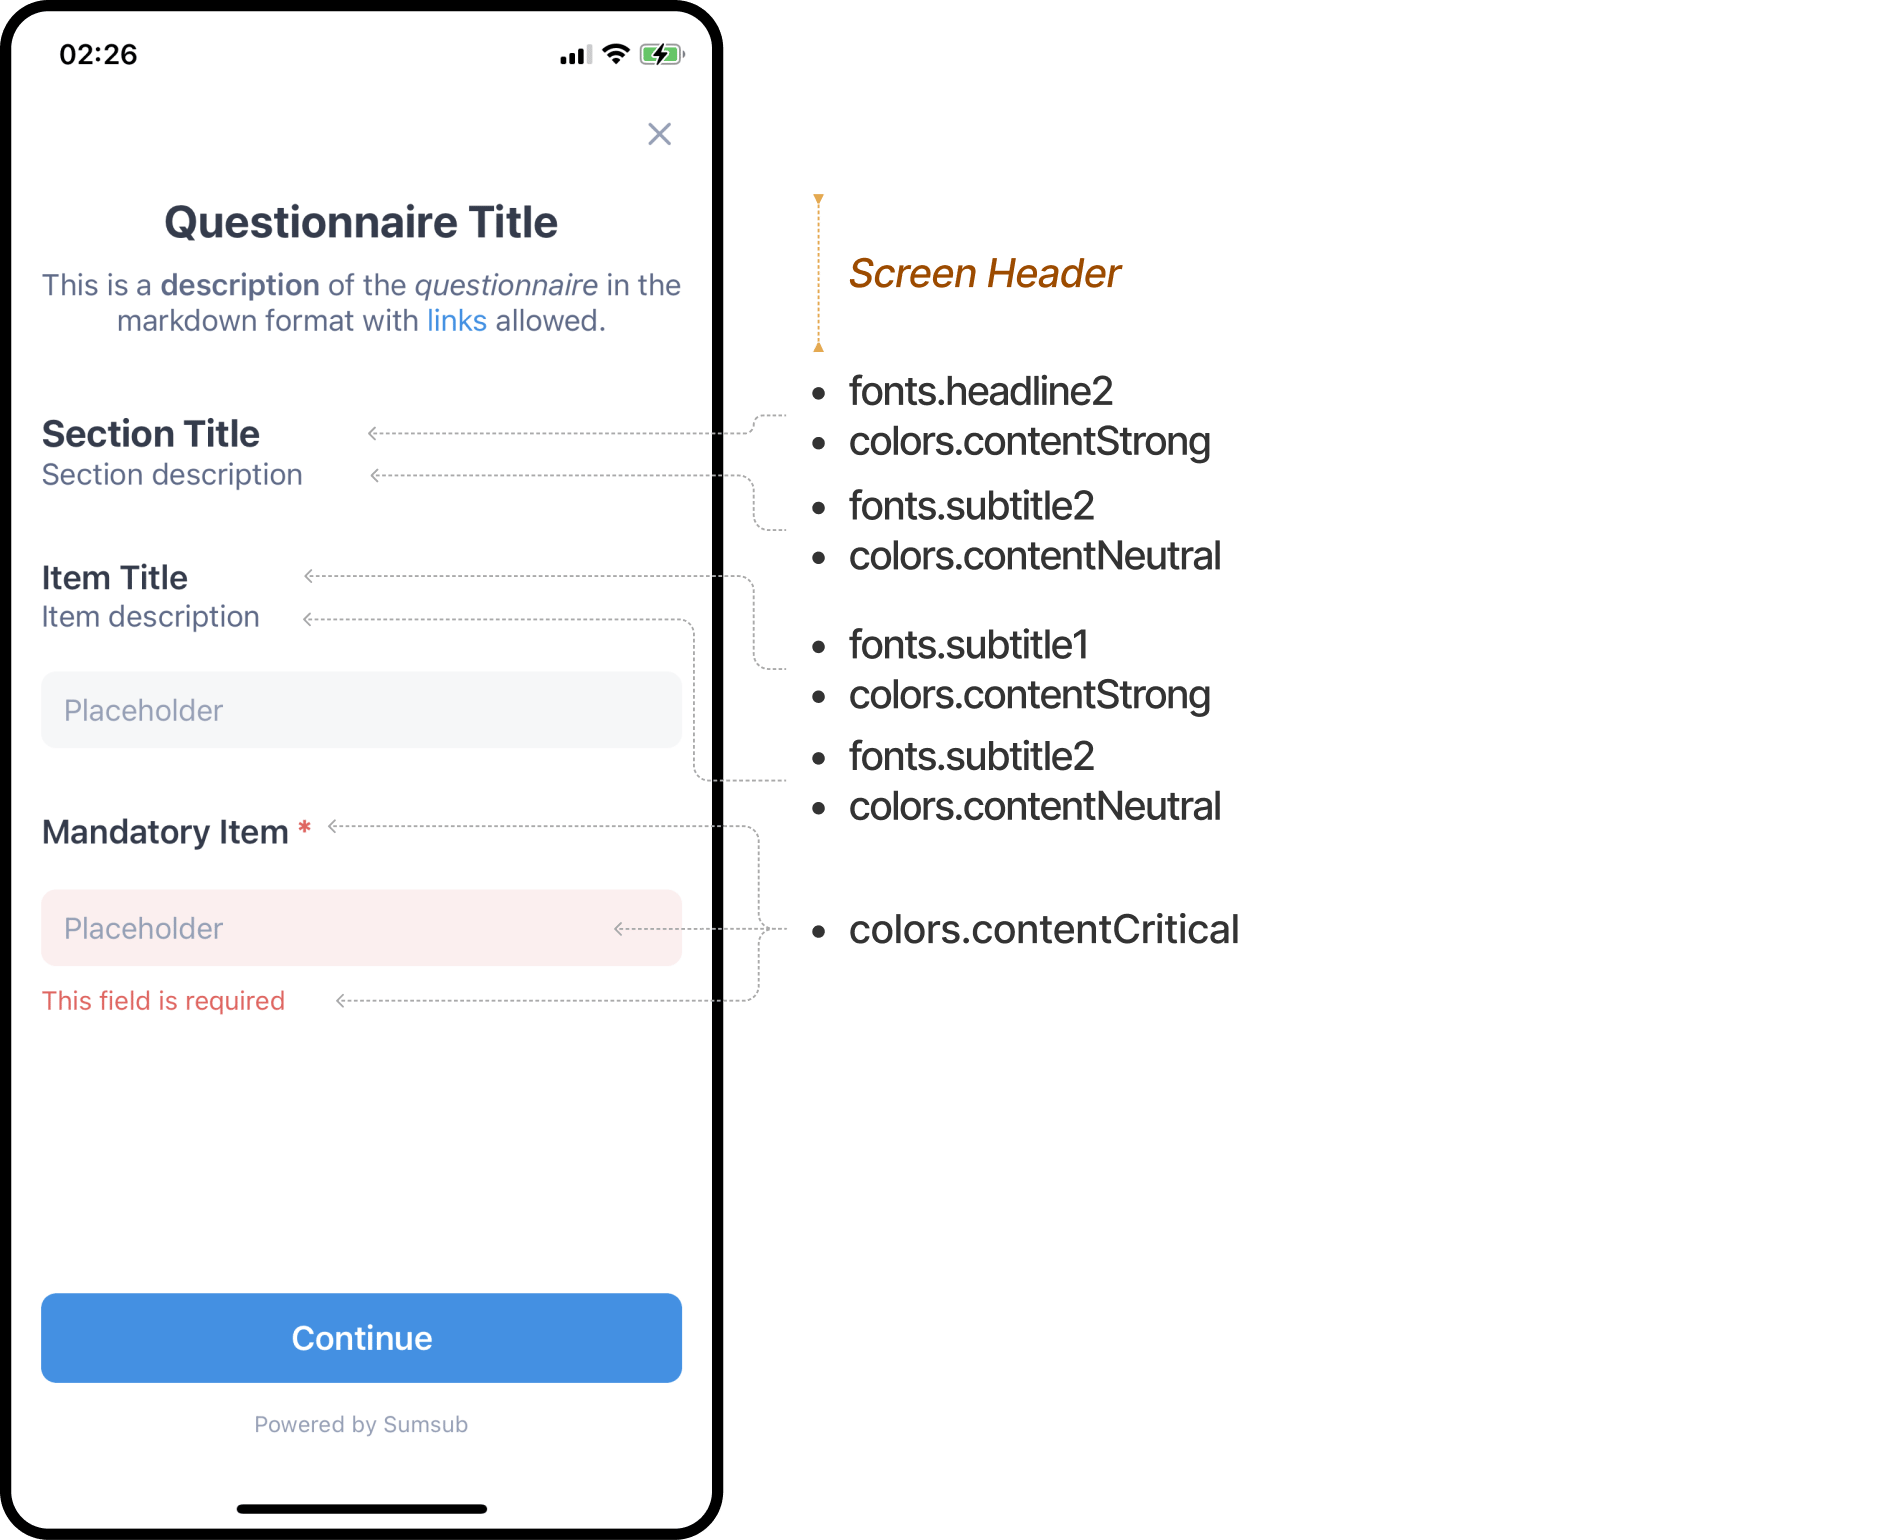 02:26
Questionnaire Title
This is a description of the questionnaire in the
markdown format with links allowed.
Section Title
Section description
Item Title
Item description
Placeholder
Mandatory Item *
Placeholder
This field is required
Continue
Powered by Sumsub
Screen Header
• fonts.headline2
• colors.contentStrong
• fonts.subtitle2
• colors.contentNeutral
• fonts.subtitle1
• colors.contentStrong
• fonts.subtitle2
• colors.contentNeutral
• colors.contentCritical